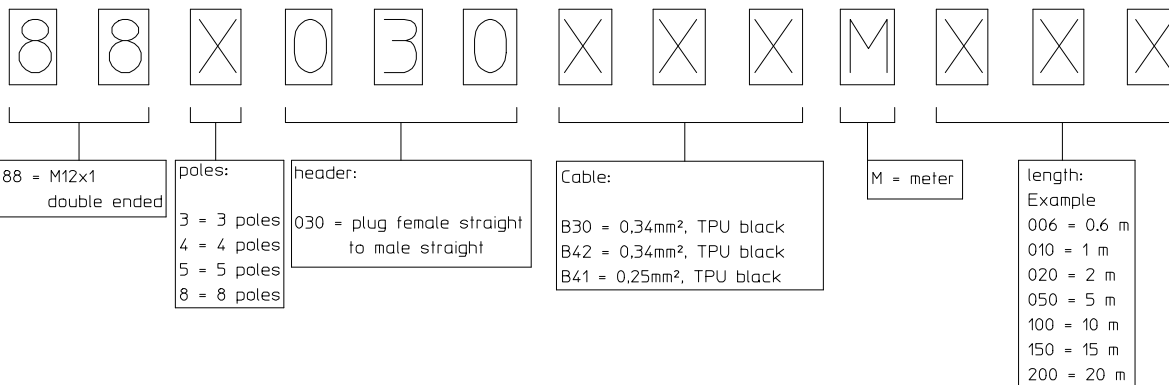 8 8 X 0 3 0 X X X M X X X
88 = M12x1
double ended
poles:
3 = 3 poles
4 = 4 poles
5 = 5 poles
8 = 8 poles
header:
030 = plug female straight
to male straight
Cable:
B30 = 0,34mm², TPU black
B42 = 0,34mm², TPU black
B41 = 0,25mm², TPU black
M = meter
length:
Example
006 = 0.6 m
010 = 1 m
020 = 2 m
050 = 5 m
100 = 10 m
150 = 15 m
200 = 20 m